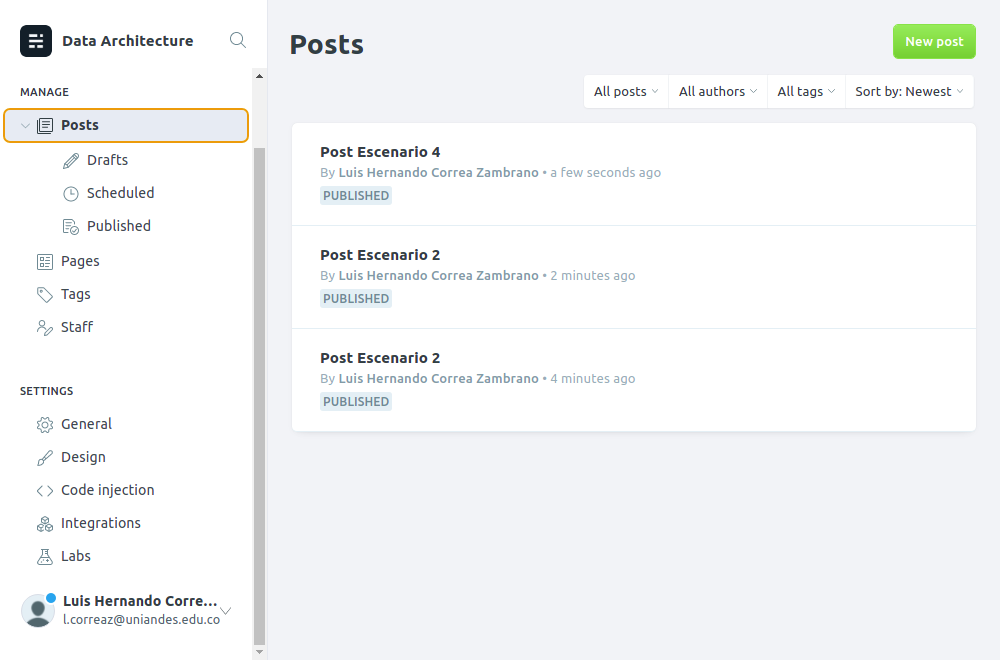 Data Architecture
MANAGE
Posts
Drafts
Scheduled
Published
Pages
Tags
Staff
SETTINGS
General
Design
Code injection
Integrations
Labs
Luis Hernando Corre...
l.correaz@uniandes.edu.co
Posts
New post
All posts
All authors
All tags
Sort by: Newest
Post Escenario 4
By Luis Hernando Correa Zambrano • a few seconds ago
PUBLISHED
Post Escenario 2
By Luis Hernando Correa Zambrano • 2 minutes ago
PUBLISHED
Post Escenario 2
By Luis Hernando Correa Zambrano • 4 minutes ago
PUBLISHED